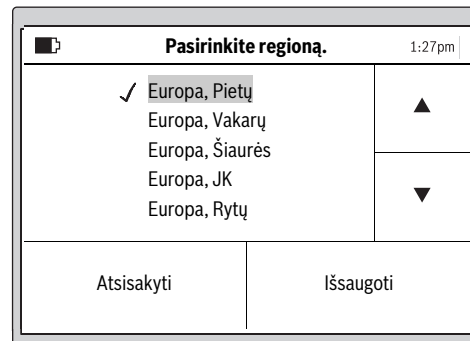 Pasirinkite regioną.
1:27pm
Europa, Pietų
Europa, Vakarų
Europa, Šiaurės
Europa, JK
Europa, Rytų
Atsisakyti
Išsaugoti